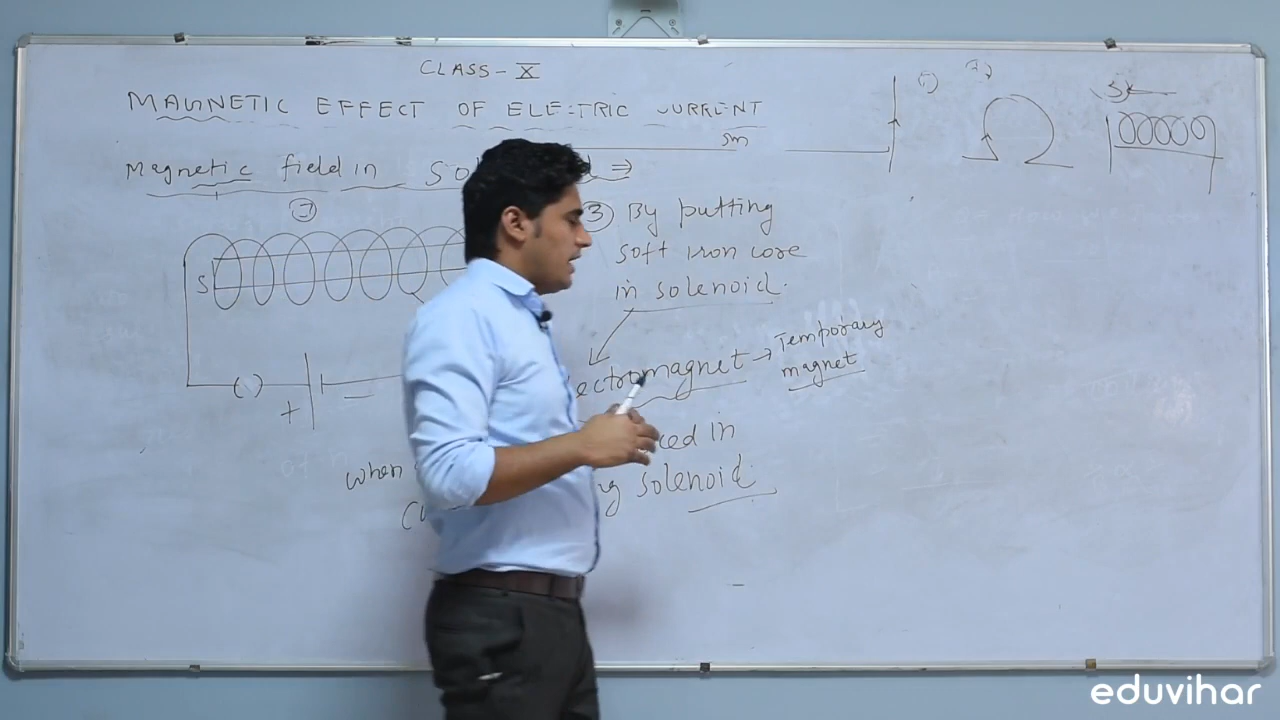 CLASS - X
MAGNETIC EFFECT OF ELECTRIC CURRENT
Magnetic field in
⇒
③ By putting
soft iron core
in solenoid.
S
ectromagnet → Temporary
magnet
+
ced in
when
solenoid
eduvihar